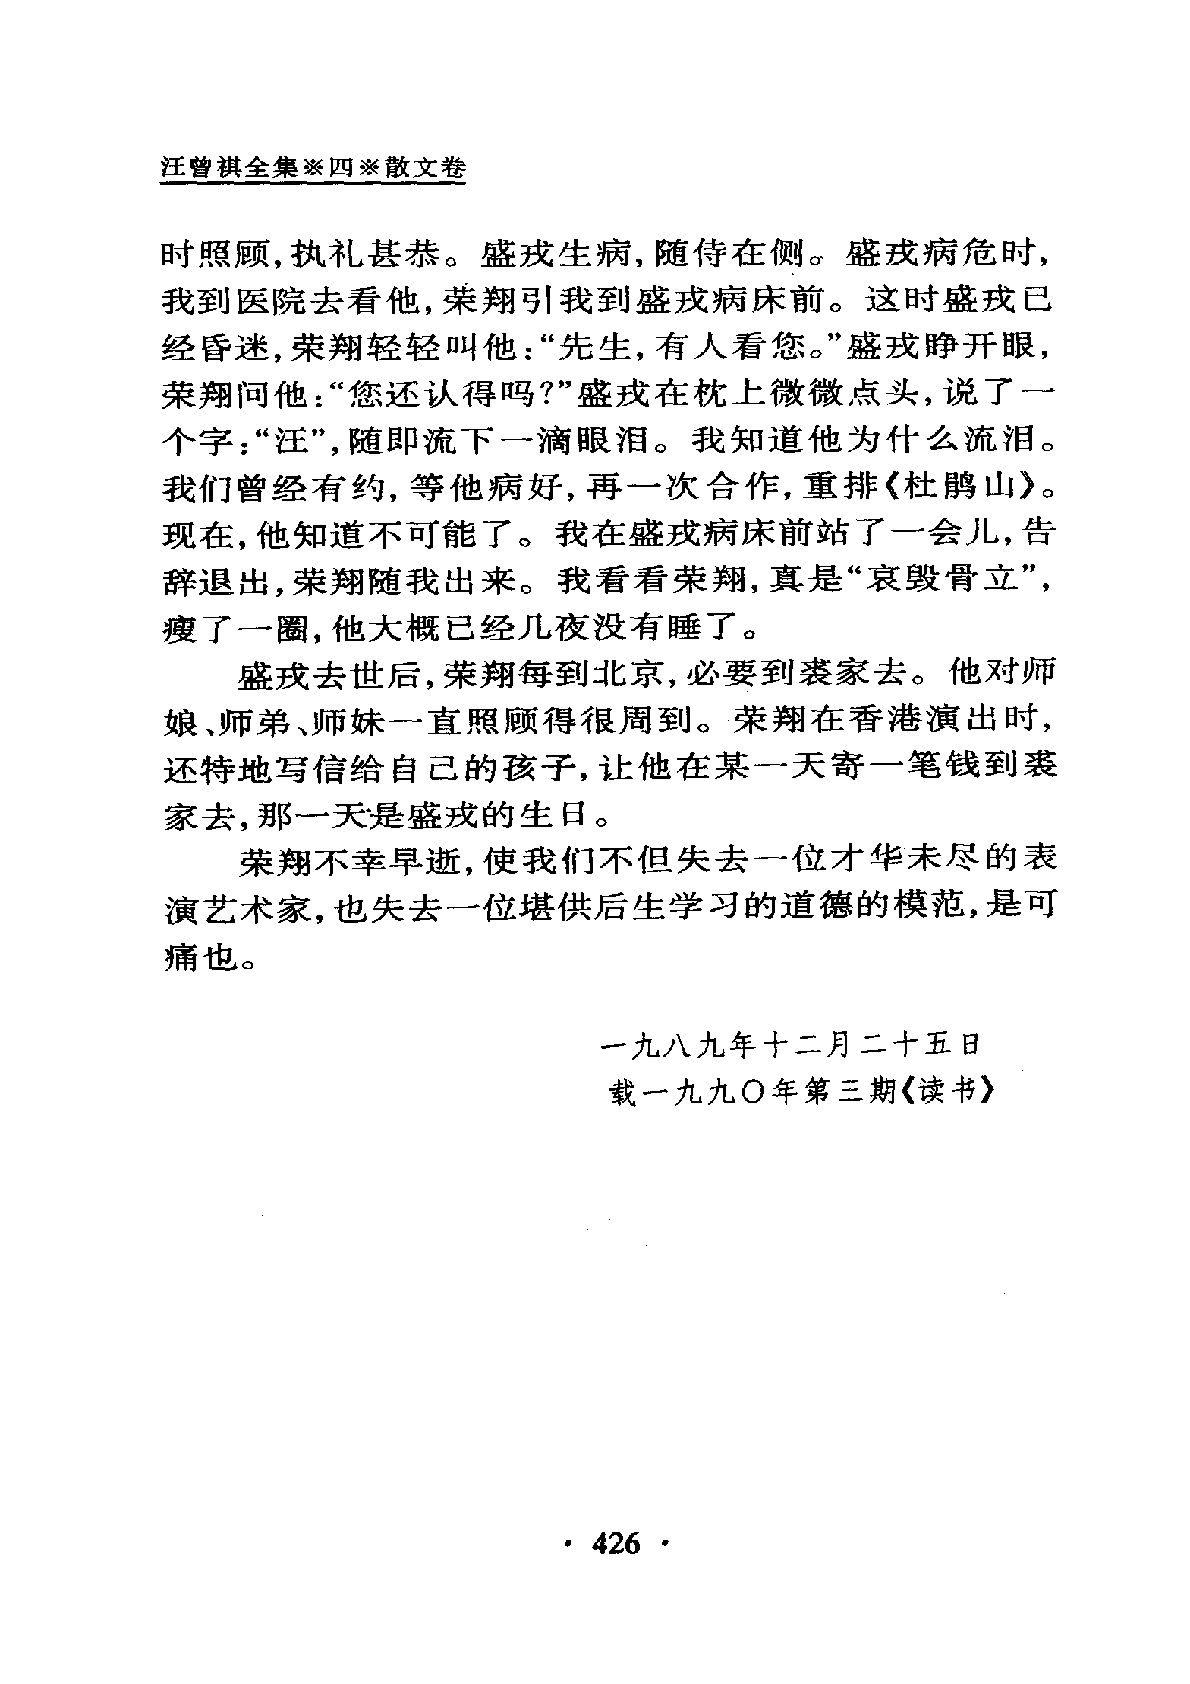 汪曾祺全集※四※散文卷
时照顾,执礼甚恭。盛戎生病,随侍在侧。盛戎病危时,
我到医院去看他,荣翔引我到盛戎病床前。这时盛戎已
经昏迷,荣翔轻轻叫他:“先生,有人看您。”盛戎睁开眼,
荣翔问他:“您还认得吗?”盛戎在枕上微微点头,说了一
个字:“汪”,随即流下一滴眼泪。我知道他为什么流泪。
我们曾经有约,等他病好,再一次合作,重排《杜鹃山》。
现在,他知道不可能了。我在盛戎病床前站了一会儿,告
辞退出,荣翔随我出来。我看看荣翔,真是“哀毁骨立”,
瘦了一圈,他大概已经几夜没有睡了。
盛戎去世后,荣翔每到北京,必要到裘家去。他对师
娘、师弟、师妹一直照顾得很周到。荣翔在香港演出时,
还特地写信给自己的孩子,让他在某一天寄一笔钱到裘
家去,那一天是盛戎的生日。
荣翔不幸早逝,使我们不但失去一位才华未尽的表
演艺术家,也失去一位堪供后生学习的道德的模范,是可
痛也。
一九八九年十二月二十五日
载一九九〇年第三期《读书》
· 426 ·